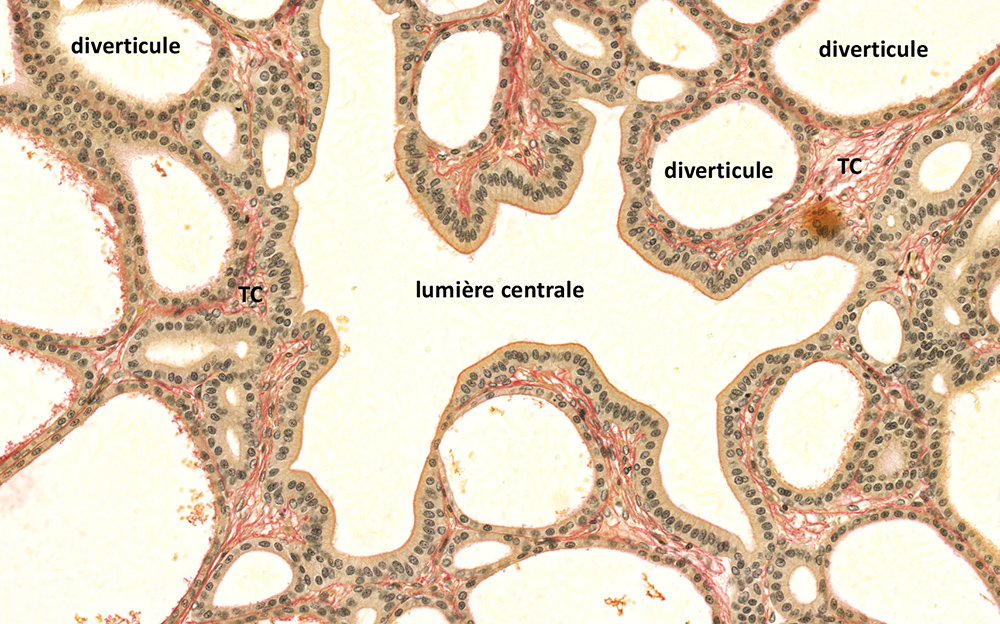 diverticule
diverticule
diverticule
TC
TC
lumière centrale